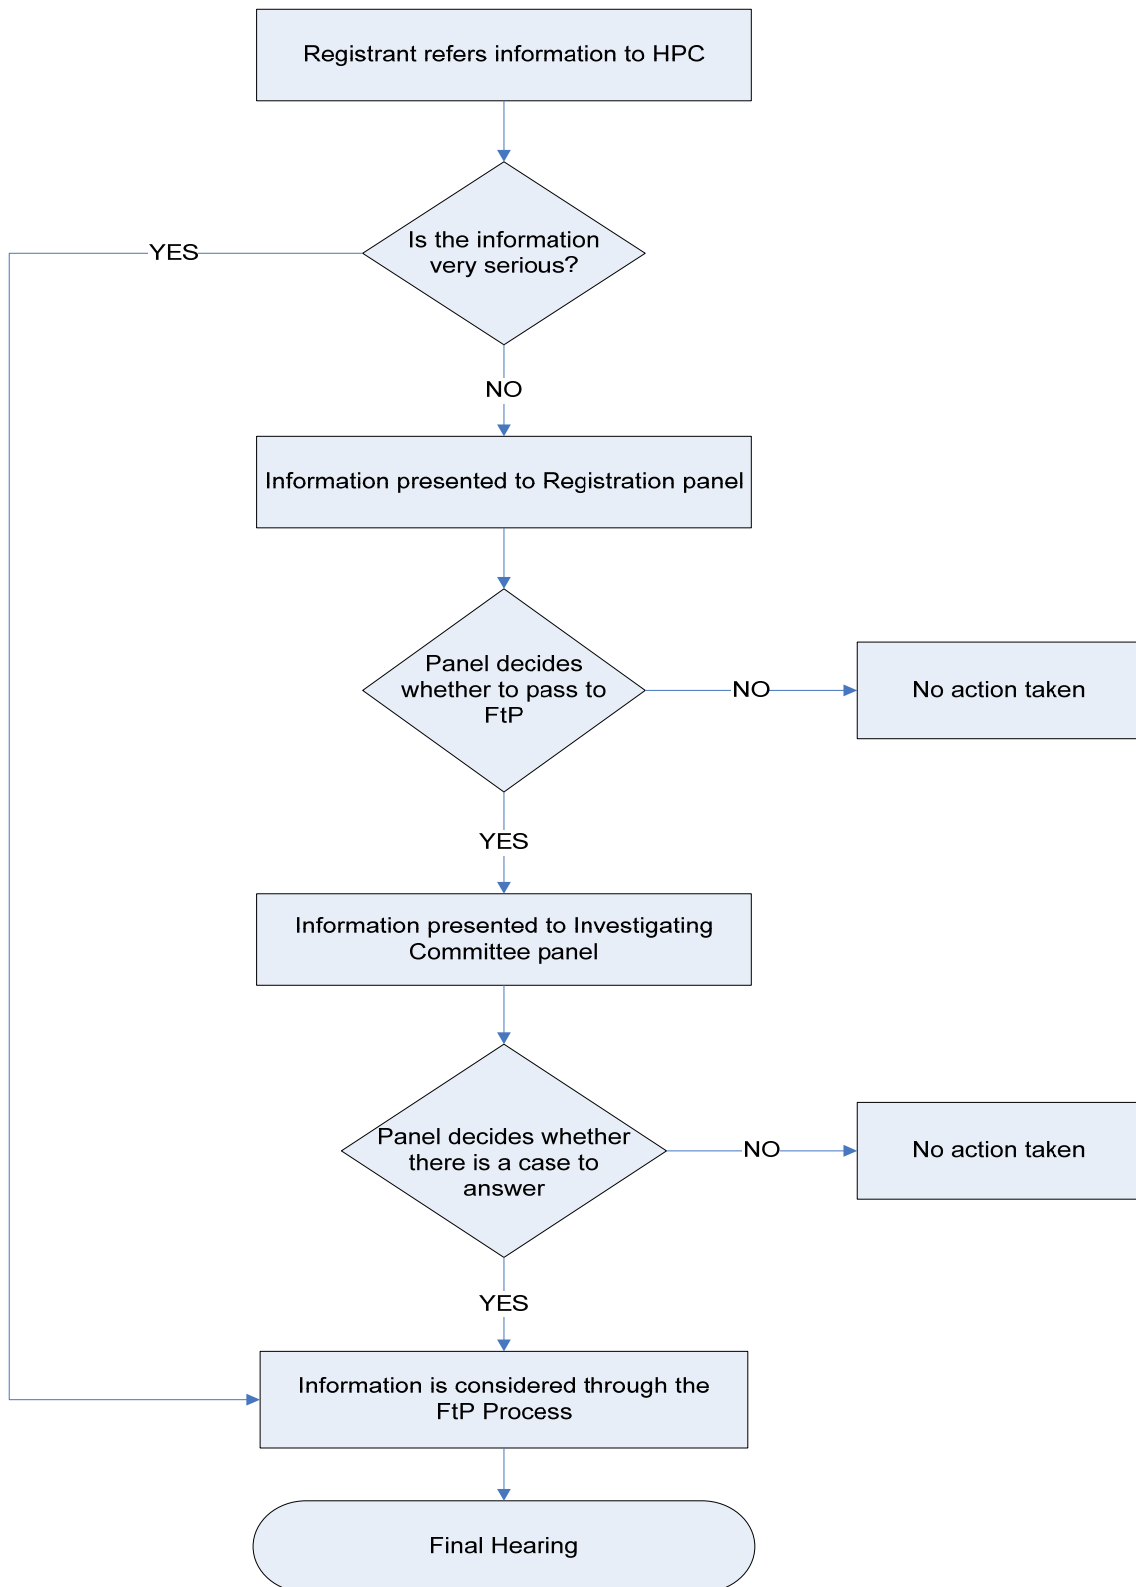 Registrant refers information to HPC
Is the information
very serious?
YES
NO
Information presented to Registration panel
Panel decides
whether to pass to
FtP
NO
No action taken
YES
Information presented to Investigating
Committee panel
Panel decides whether
there is a case to
answer
NO
No action taken
YES
Information is considered through the
FtP Process
Final Hearing